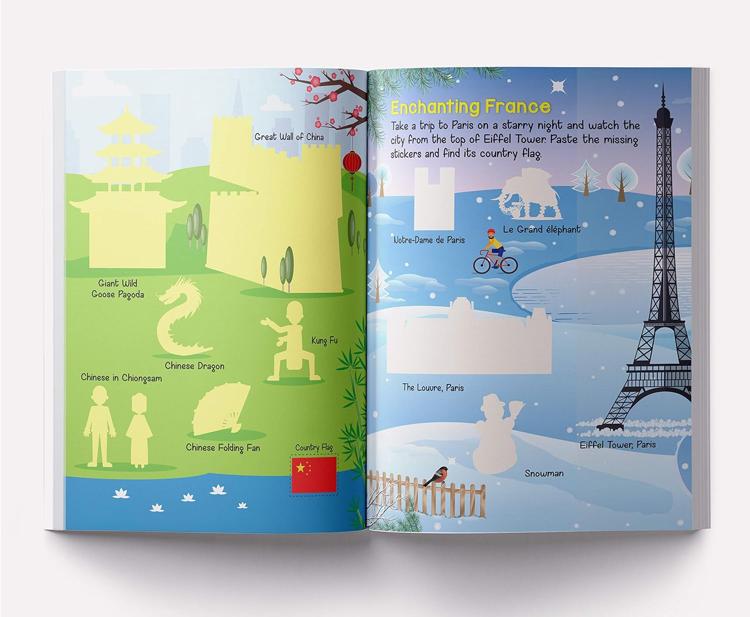 Great Wall of China
Giant Wild
Goose Pagoda
Chinese Dragon
Kung Fu
Chinese in Chiongsam
Chinese Folding Fan
Country Flag
Enchanting France
Take a trip to Paris on a starry night and watch the
city from the top of Eiffel Tower. Paste the missing
stickers and find its country flag.
Notre-Dame de Paris
Le Grand éléphant
The Louvre, Paris
Eiffel Tower, Paris
Snowman